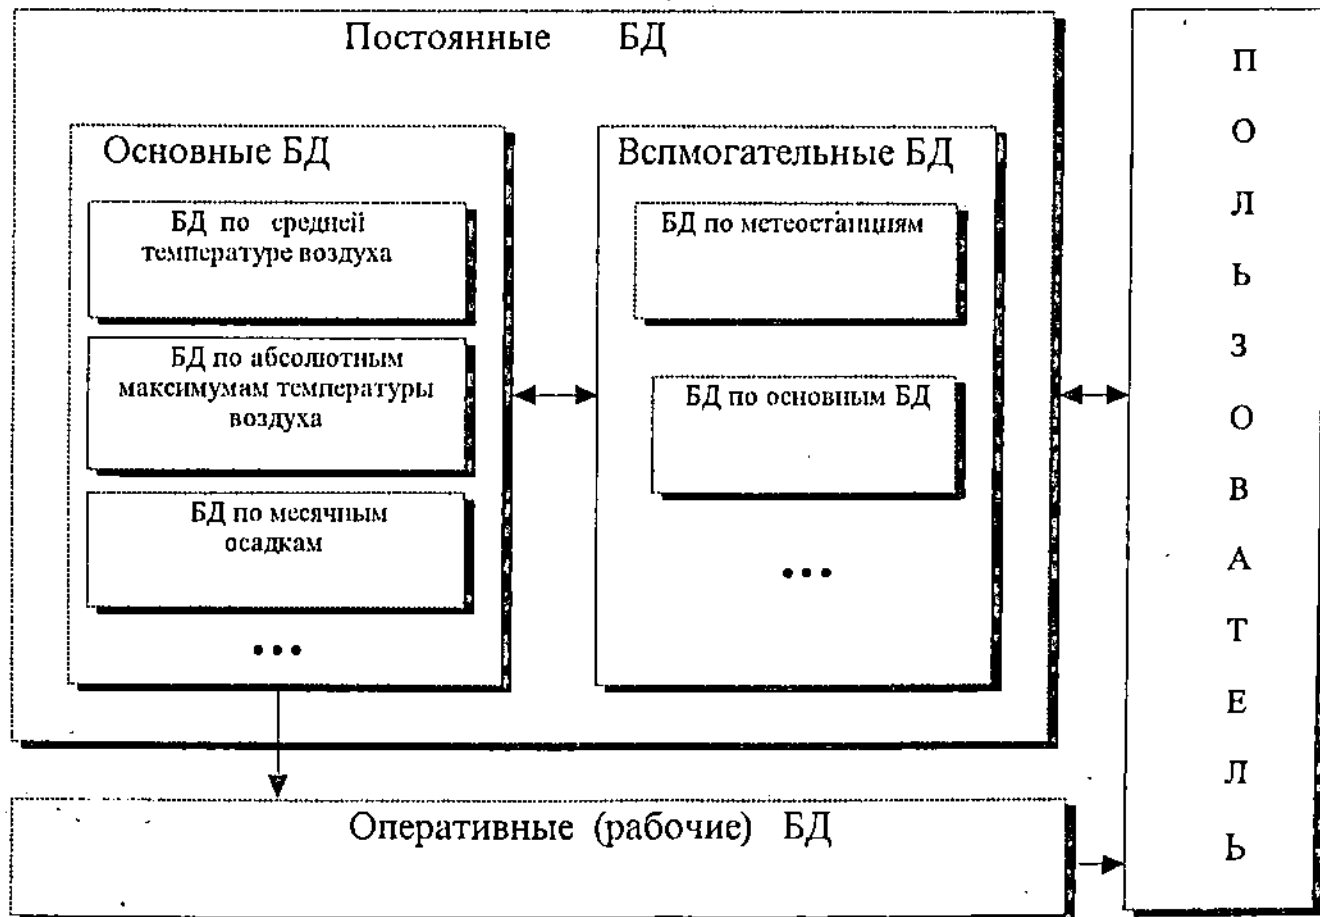 Постоянные БД
Основные БД
БД по средней
температуре воздуха
БД по абсолютным
максимумам температуры
воздуха
БД по месячным
осадкам
...
Вспмогательные БД
БД по метеостанциям
БД по основным БД
...
Оперативные (рабочие) БД
П
О
Л
Ь
З
О
В
А
Т
Е
Л
Ь